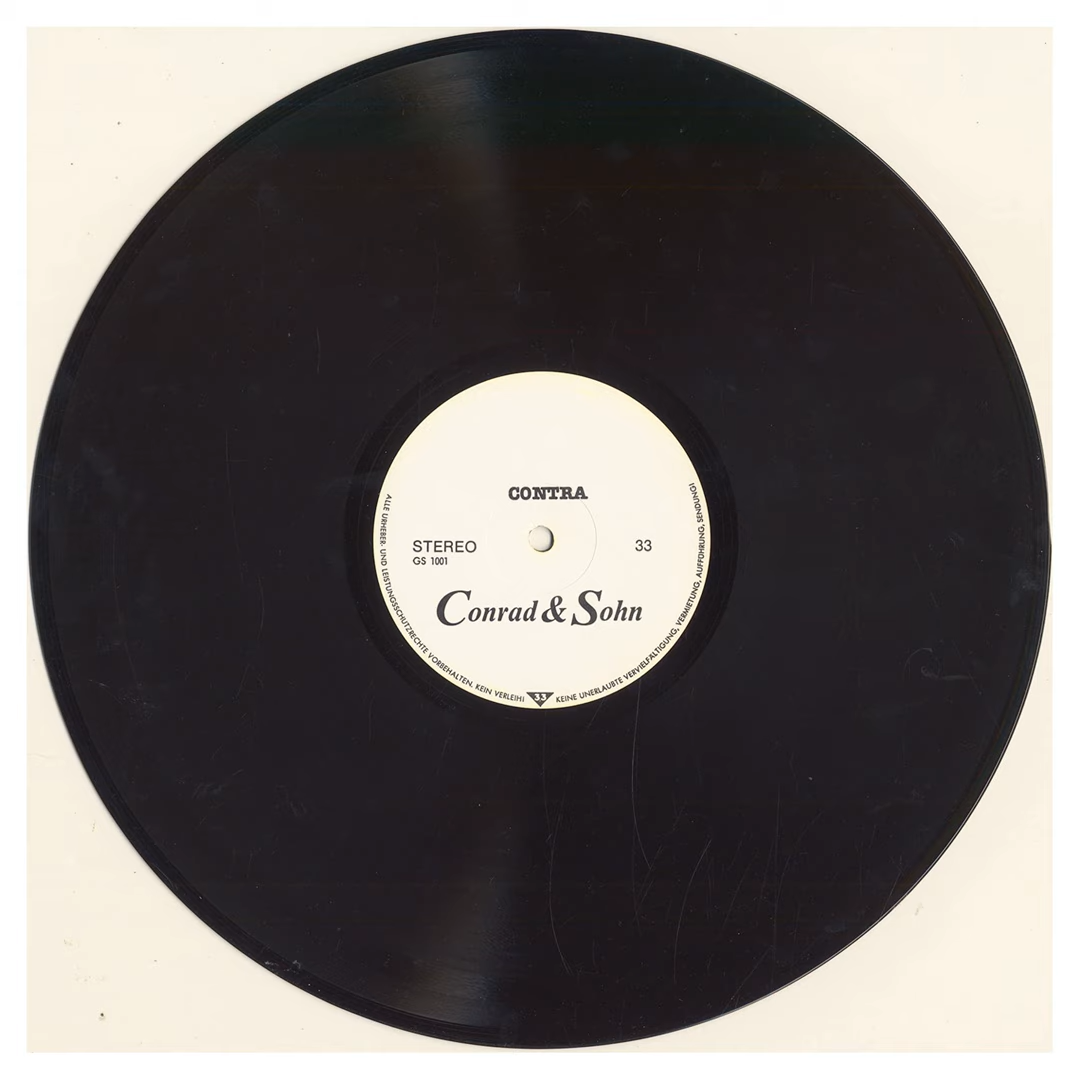 CONTRA
STEREO 33
GS 1001
Conrad & Sohn
ALLE URHEBER- UND LEISTUNGSSCHUTZRECHTE VORBEHALTEN. KEIN VERLEIH! 33 KEINE UNERLAUBTE VERVIELFÄLTIGUNG, VERMIETUNG, AUFFÜHRUNG, SENDUNG!